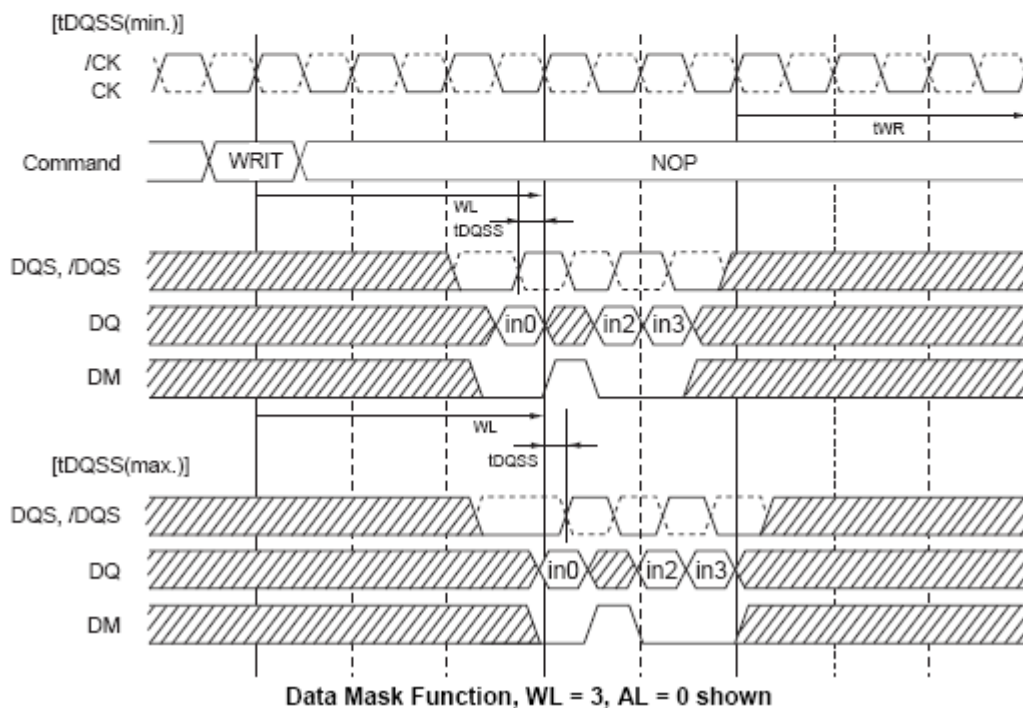 [tDQSS(min.)]
/CK
CK
tWR
Command WRIT NOP
WL
tDQSS
DQS, /DQS
DQ in0 in2 in3
DM
WL
tDQSS
[tDQSS(max.)]
DQS, /DQS
DQ in0 in2 in3
DM
Data Mask Function, WL = 3, AL = 0 shown